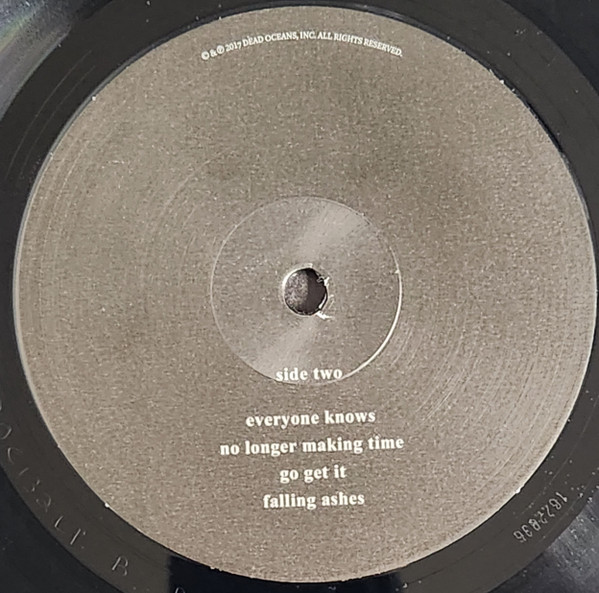 © & ℗ 2017 DEAD OCEANS, INC. ALL RIGHTS RESERVED.
side two
everyone knows
no longer making time
go get it
falling ashes